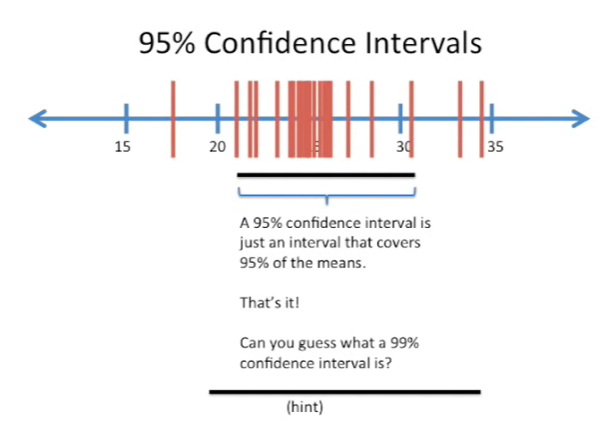 95% Confidence Intervals
15 20 30 35
A 95% confidence interval is
just an interval that covers
95% of the means.
That's it!
Can you guess what a 99%
confidence interval is?
(hint)